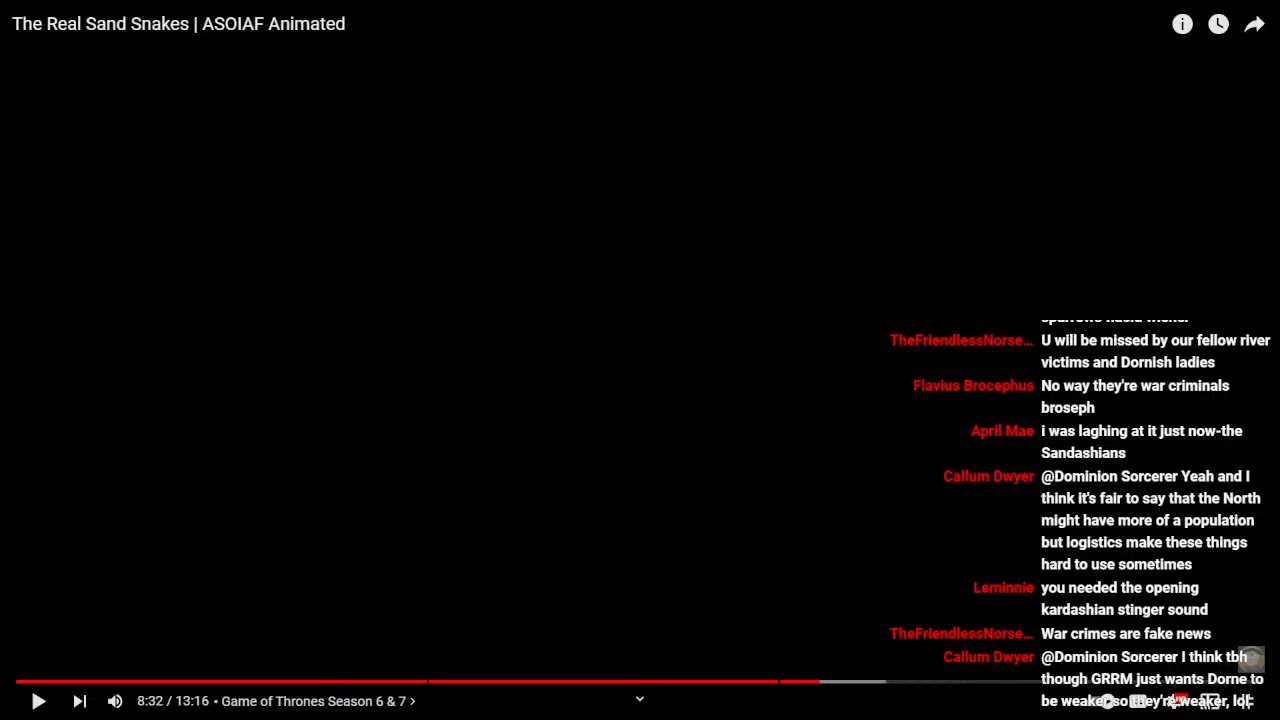 The Real Sand Snakes | ASOIAF Animated
TheFriendlessNorse... U will be missed by our fellow river
victims and Dornish ladies
Flavius Brocephus No way they're war criminals
broseph
April Mae i was laghing at it just now-the
Sandashians
Callum Dwyer @Dominion Sorcerer Yeah and I
think it's fair to say that the North
might have more of a population
but logistics make these things
hard to use sometimes
Leminnie you needed the opening
kardashian stinger sound
TheFriendlessNorse... War crimes are fake news
Callum Dwyer @Dominion Sorcerer I think tbh
though GRRM just wants Dorne to
be weaker so they're weaker, lol
8:32 / 13:16 • Game of Thrones Season 6 & 7 >